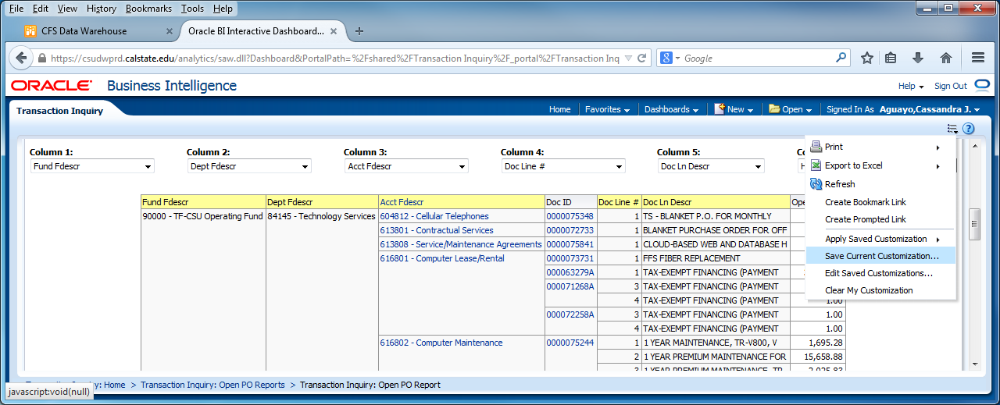 File Edit View History Bookmarks Tools Help
CFS Data Warehouse
Oracle BI Interactive Dashboard...
https://csudwprd.calstate.edu/analytics/saw.dll?Dashboard&PortalPath=%2Fshared%2FTransaction Inquiry%2F_portal%2FTransaction Inq
Google
ORACLE Business Intelligence
Help Sign Out
Transaction Inquiry
Home Favorites Dashboards New Open Signed In As Aguayo,Cassandra J.
Column 1: Column 2: Column 3: Column 4: Column 5:
Fund Fdescr Dept Fdescr Acct Fdescr Doc Line # Doc Ln Descr
Print
Export to Excel
Refresh
Create Bookmark Link
Create Prompted Link
Apply Saved Customization
Save Current Customization...
Edit Saved Customizations...
Clear My Customization
Fund Fdescr Dept Fdescr Acct Fdescr Doc ID Doc Line # Doc Ln Descr
90000 - TF-CSU Operating Fund 84145 - Technology Services 604812 - Cellular Telephones 0000075348 1 TS - BLANKET P.O. FOR MONTHLY
613801 - Contractual Services 0000072733 1 BLANKET PURCHASE ORDER FOR OFF
613808 - Service/Maintenance Agreements 0000075841 1 CLOUD-BASED WEB AND DATABASE H
616801 - Computer Lease/Rental 0000073731 1 FFS FIBER REPLACEMENT
000063279A 1 TAX-EXEMPT FINANCING (PAYMENT
000071268A 3 TAX-EXEMPT FINANCING (PAYMENT
4 TAX-EXEMPT FINANCING (PAYMENT 1.00
000072258A 3 TAX-EXEMPT FINANCING (PAYMENT 1.00
4 TAX-EXEMPT FINANCING (PAYMENT 1.00
616802 - Computer Maintenance 0000075244 1 1 YEAR MAINTENANCE, TR-V800, V 1,695.28
2 1 YEAR PREMIUM MAINTENANCE FOR 15,658.88
3 1 YEAR PREMIUM MAINTENANCE, TR 2,025.83
Home > Transaction Inquiry: Open PO Reports > Transaction Inquiry: Open PO Report
javascript:void(null)